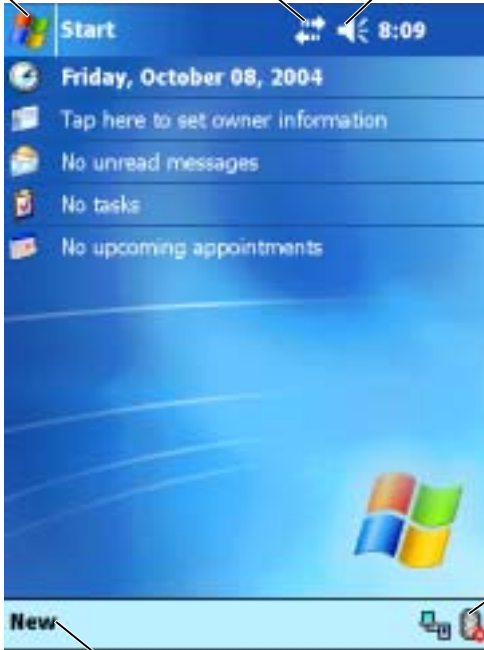 Start 8:09
Friday, October 08, 2004
Tap here to set owner information
No unread messages
No tasks
No upcoming appointments
New